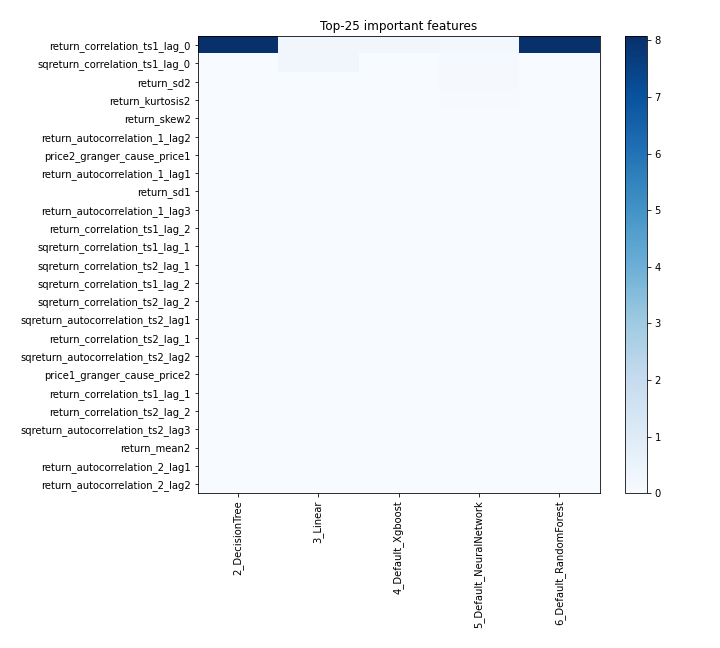 Top-25 important features
return_correlation_ts1_lag_0
sqreturn_correlation_ts1_lag_0
return_sd2
return_kurtosis2
return_skew2
return_autocorrelation_1_lag2
price2_granger_cause_price1
return_autocorrelation_1_lag1
return_sd1
return_autocorrelation_1_lag3
return_correlation_ts1_lag_2
sqreturn_correlation_ts1_lag_1
sqreturn_correlation_ts2_lag_1
sqreturn_correlation_ts1_lag_2
sqreturn_correlation_ts2_lag_2
sqreturn_autocorrelation_ts2_lag1
return_correlation_ts2_lag_1
sqreturn_autocorrelation_ts2_lag2
price1_granger_cause_price2
return_correlation_ts1_lag_1
return_correlation_ts2_lag_2
sqreturn_autocorrelation_ts2_lag3
return_mean2
return_autocorrelation_2_lag1
return_autocorrelation_2_lag2
2_DecisionTree
3_Linear
4_Default_Xgboost
5_Default_NeuralNetwork
6_Default_RandomForest
8
7
6
5
4
3
2
1
0